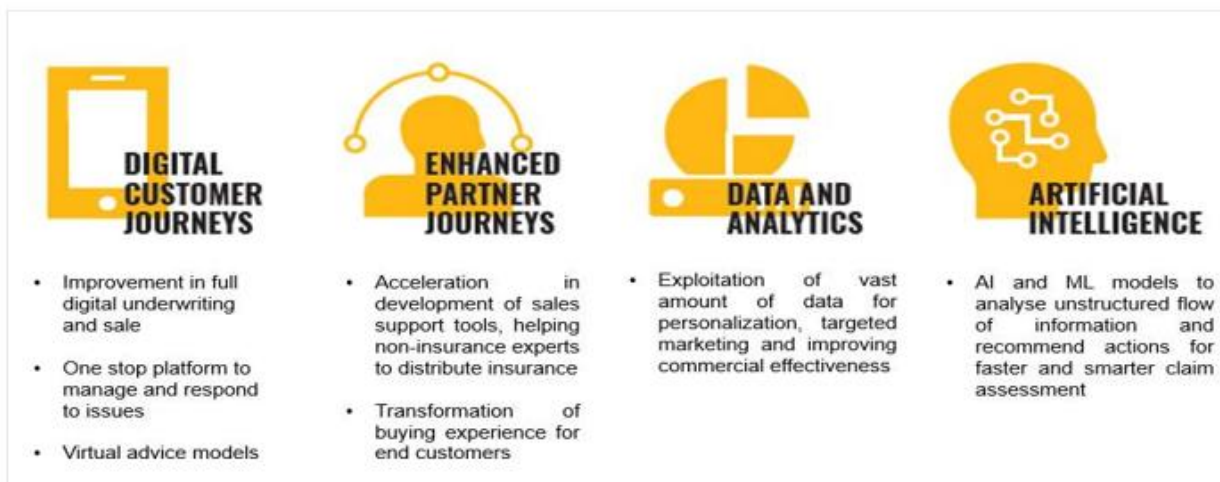 DIGITAL
CUSTOMER
JOURNEYS
• Improvement in full
digital underwriting
and sale
• One stop platform to
manage and respond
to issues
• Virtual advice models
ENHANCED
PARTNER
JOURNEYS
• Acceleration in
development of sales
support tools, helping
non-insurance experts
to distribute insurance
• Transformation of
buying experience for
end customers
DATA AND
ANALYTICS
• Exploitation of vast
amount of data for
personalization, targeted
marketing and improving
commercial effectiveness
ARTIFICIAL
INTELLIGENCE
• AI and ML models to
analyse unstructured flow
of information and
recommend actions for
faster and smarter claim
assessment